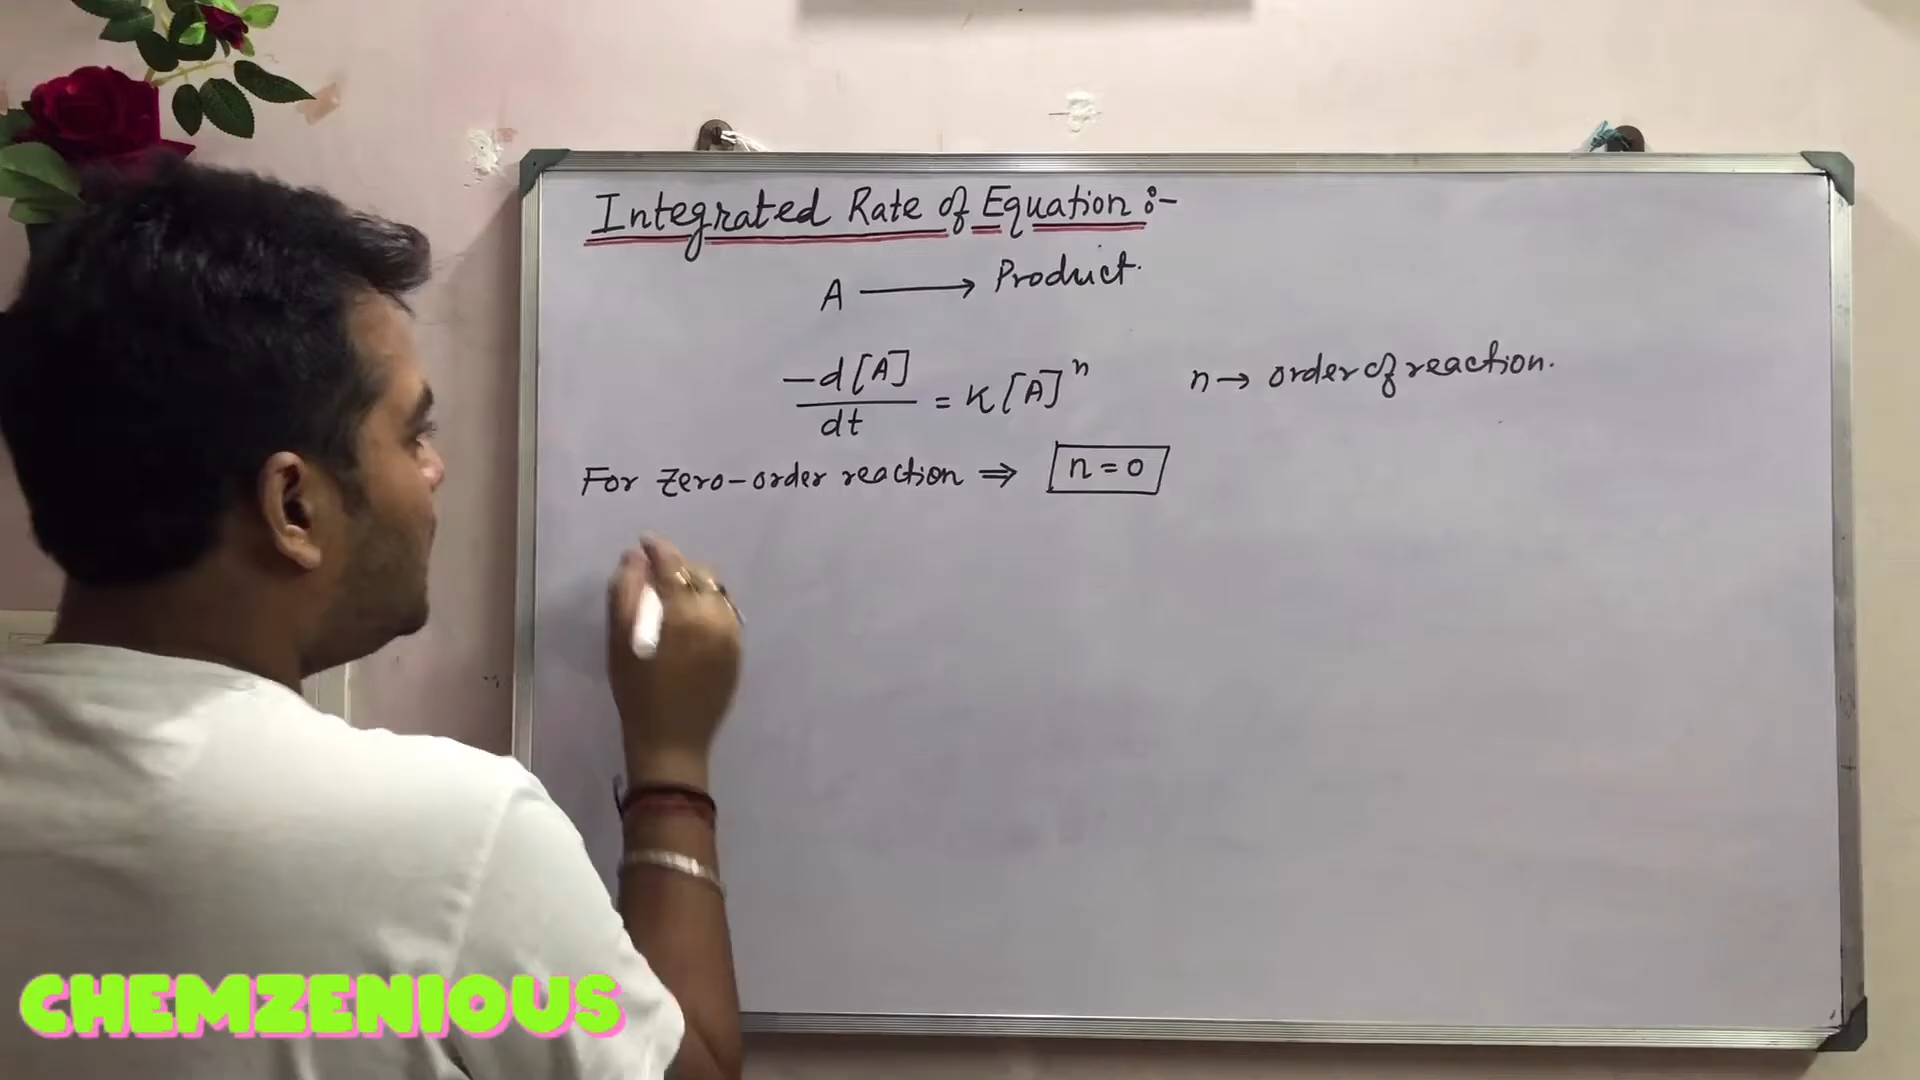 Integrated Rate of Equation :-
A ⟶ Product.
-d[A]/dt = K[A]^n    n → order of reaction.
For zero-order reaction ⇒ n = 0
CHEMZENIOUS